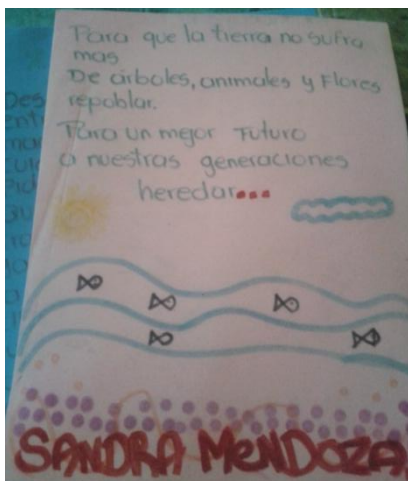 Para que la tierra no sufra
mas
De árboles, animales y Flores
repoblar.
Para un mejor Futuro
a nuestras generaciones
heredar...
SANDRA MENDOZA